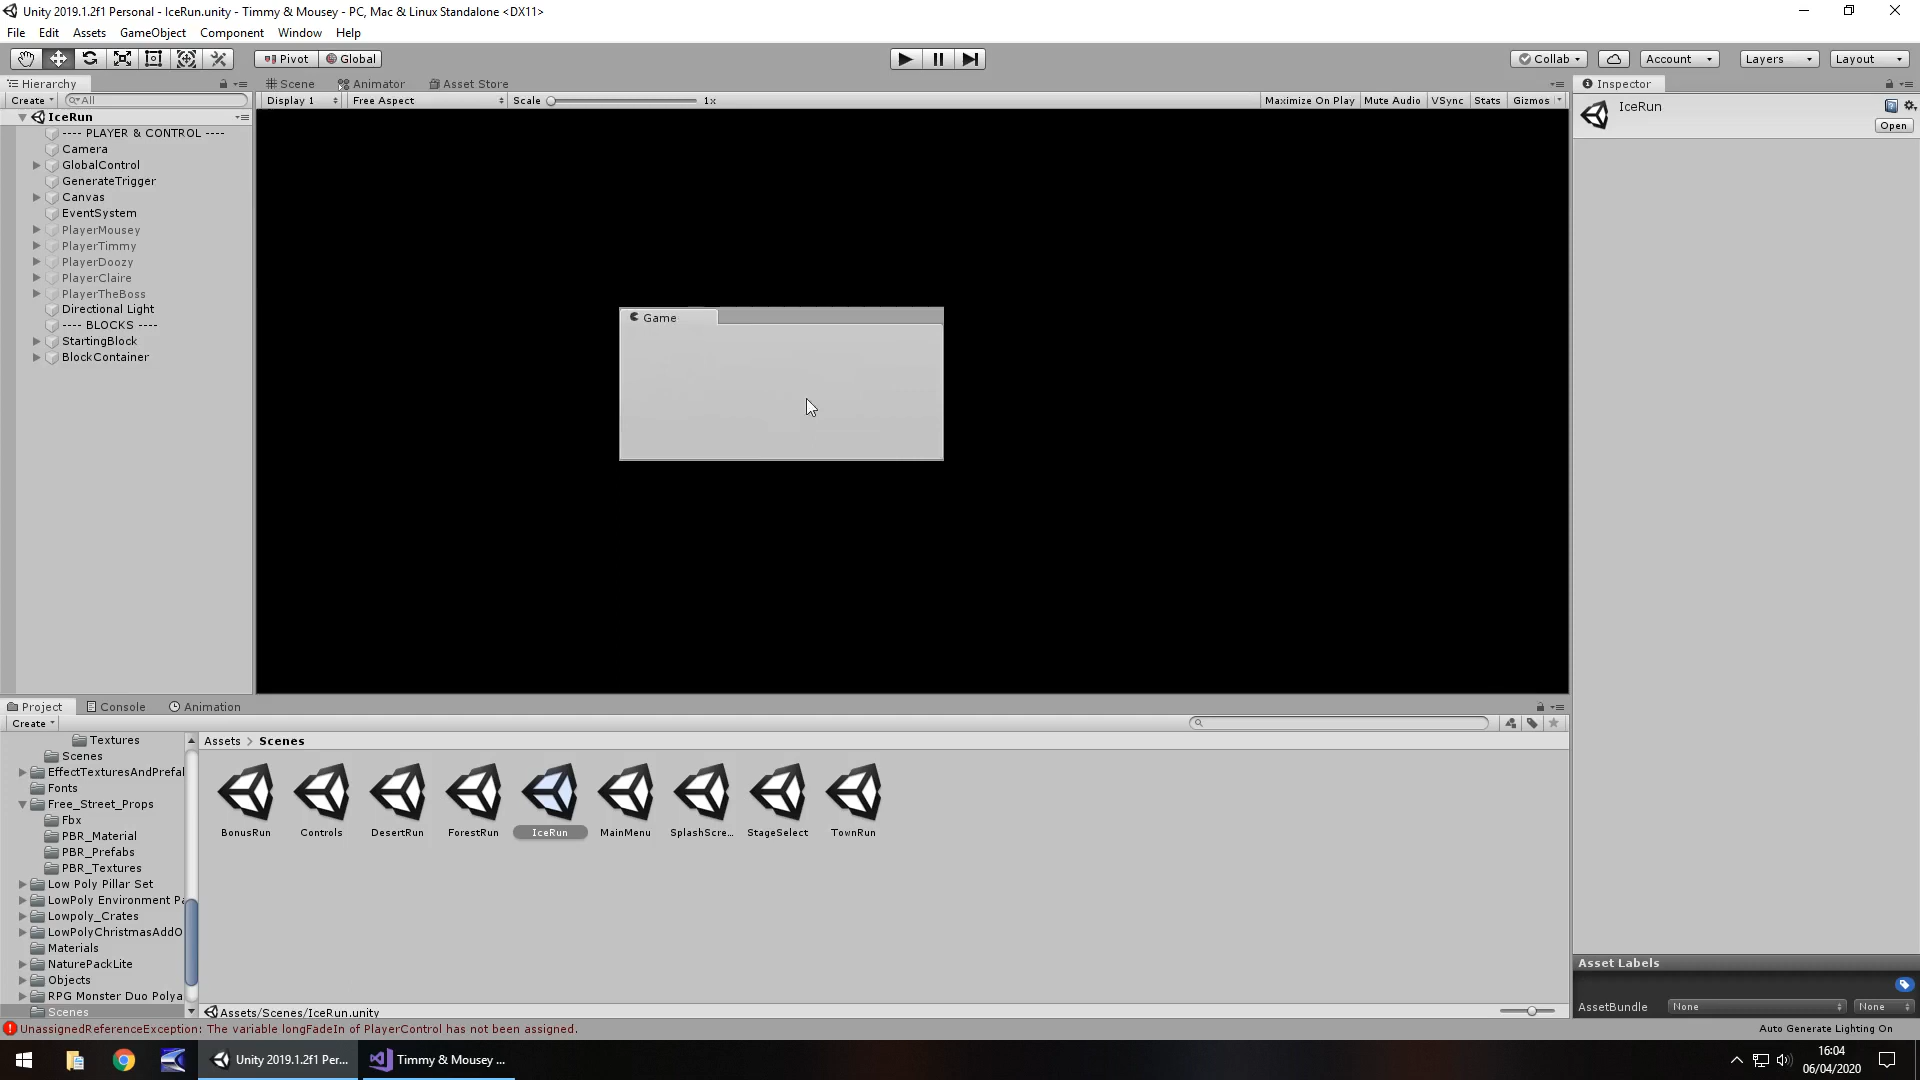 Unity 2019.1.2f1 Personal - IceRun.unity - Timmy & Mousey - PC, Mac & Linux Standalone <DX11>
File Edit Assets GameObject Component Window Help
Pivot Global Collab Account Layers Layout
Hierarchy Scene Animator Asset Store Inspector
Create All Display 1 Free Aspect Scale 1x Maximize On Play Mute Audio VSync Stats Gizmos
IceRun
Open
IceRun
---- PLAYER & CONTROL ----
Camera
GlobalControl
GenerateTrigger
Canvas
EventSystem
PlayerMousey
PlayerTimmy
PlayerDoozy
PlayerClaire
PlayerTheBoss
Directional Light
---- BLOCKS ----
StartingBlock
BlockContainer
Game
Project Console Animation
Create
Textures
Scenes
EffectTexturesAndPrefal
Fonts
Free_Street_Props
Fbx
PBR_Material
PBR_Prefabs
PBR_Textures
Low Poly Pillar Set
LowPoly Environment Pa
Lowpoly_Crates
LowPolyChristmasAddO
Materials
NaturePackLite
Objects
RPG Monster Duo Polya
Scenes
Assets > Scenes
BonusRun Controls DesertRun ForestRun IceRun MainMenu SplashScre... StageSelect TownRun
Assets/Scenes/IceRun.unity
Asset Labels
AssetBundle None None
UnassignedReferenceException: The variable longFadeIn of PlayerControl has not been assigned.
Auto Generate Lighting On
Unity 2019.1.2f1 Per... Timmy & Mousey ...
16:04
06/04/2020